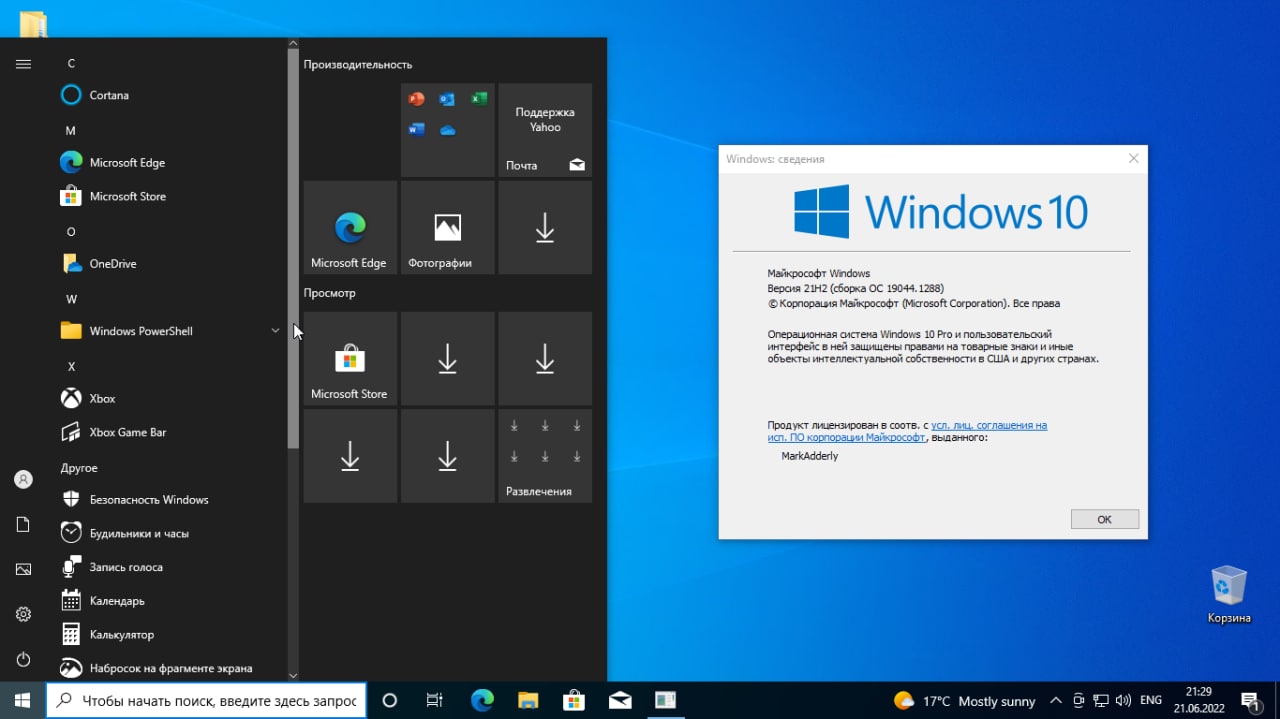 C
Cortana
M
Microsoft Edge
Microsoft Store
O
OneDrive
W
Windows PowerShell
X
Xbox
Xbox Game Bar
Другое
Безопасность Windows
Будильники и часы
Запись голоса
Календарь
Калькулятор
Набросок на фрагменте экрана
Производительность
Поддержка
Yahoo
Почта
Microsoft Edge
Фотографии
Просмотр
Microsoft Store
Развлечения
Windows: сведения
Windows 10
Майкрософт Windows
Версия 21H2 (сборка ОС 19044.1288)
© Корпорация Майкрософт (Microsoft Corporation). Все права
Операционная система Windows 10 Pro и пользовательский
интерфейс в ней защищены правами на товарные знаки и иные
объекты интеллектуальной собственности в США и других странах.
Продукт лицензирован в соотв. с усл. лиц. соглашения на
исп. ПО корпорации Майкрософт, выданного:
MarkAdderly
ОК
Корзина
Чтобы начать поиск, введите здесь запрос
17°C Mostly sunny
ENG
21:29
21.06.2022
1